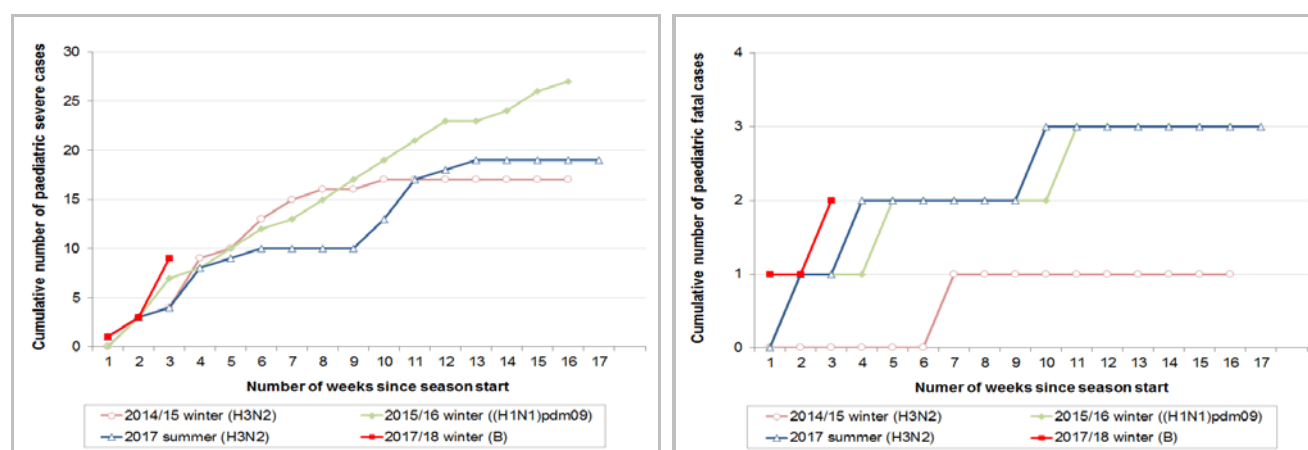 Cumulative number of paediatric severe cases
30
25
20
15
10
5
0
1 2 3 4 5 6 7 8 9 10 11 12 13 14 15 16 17
Number of weeks since season start
2014/15 winter (H3N2) 2015/16 winter ((H1N1)pdm09)
2017 summer (H3N2) 2017/18 winter (B)
Cumulative number of paediatric fatal cases
4
3
2
1
0
1 2 3 4 5 6 7 8 9 10 11 12 13 14 15 16 17
Numer of weeks since season start
2014/15 winter (H3N2) 2015/16 winter ((H1N1)pdm09)
2017 summer (H3N2) 2017/18 winter (B)